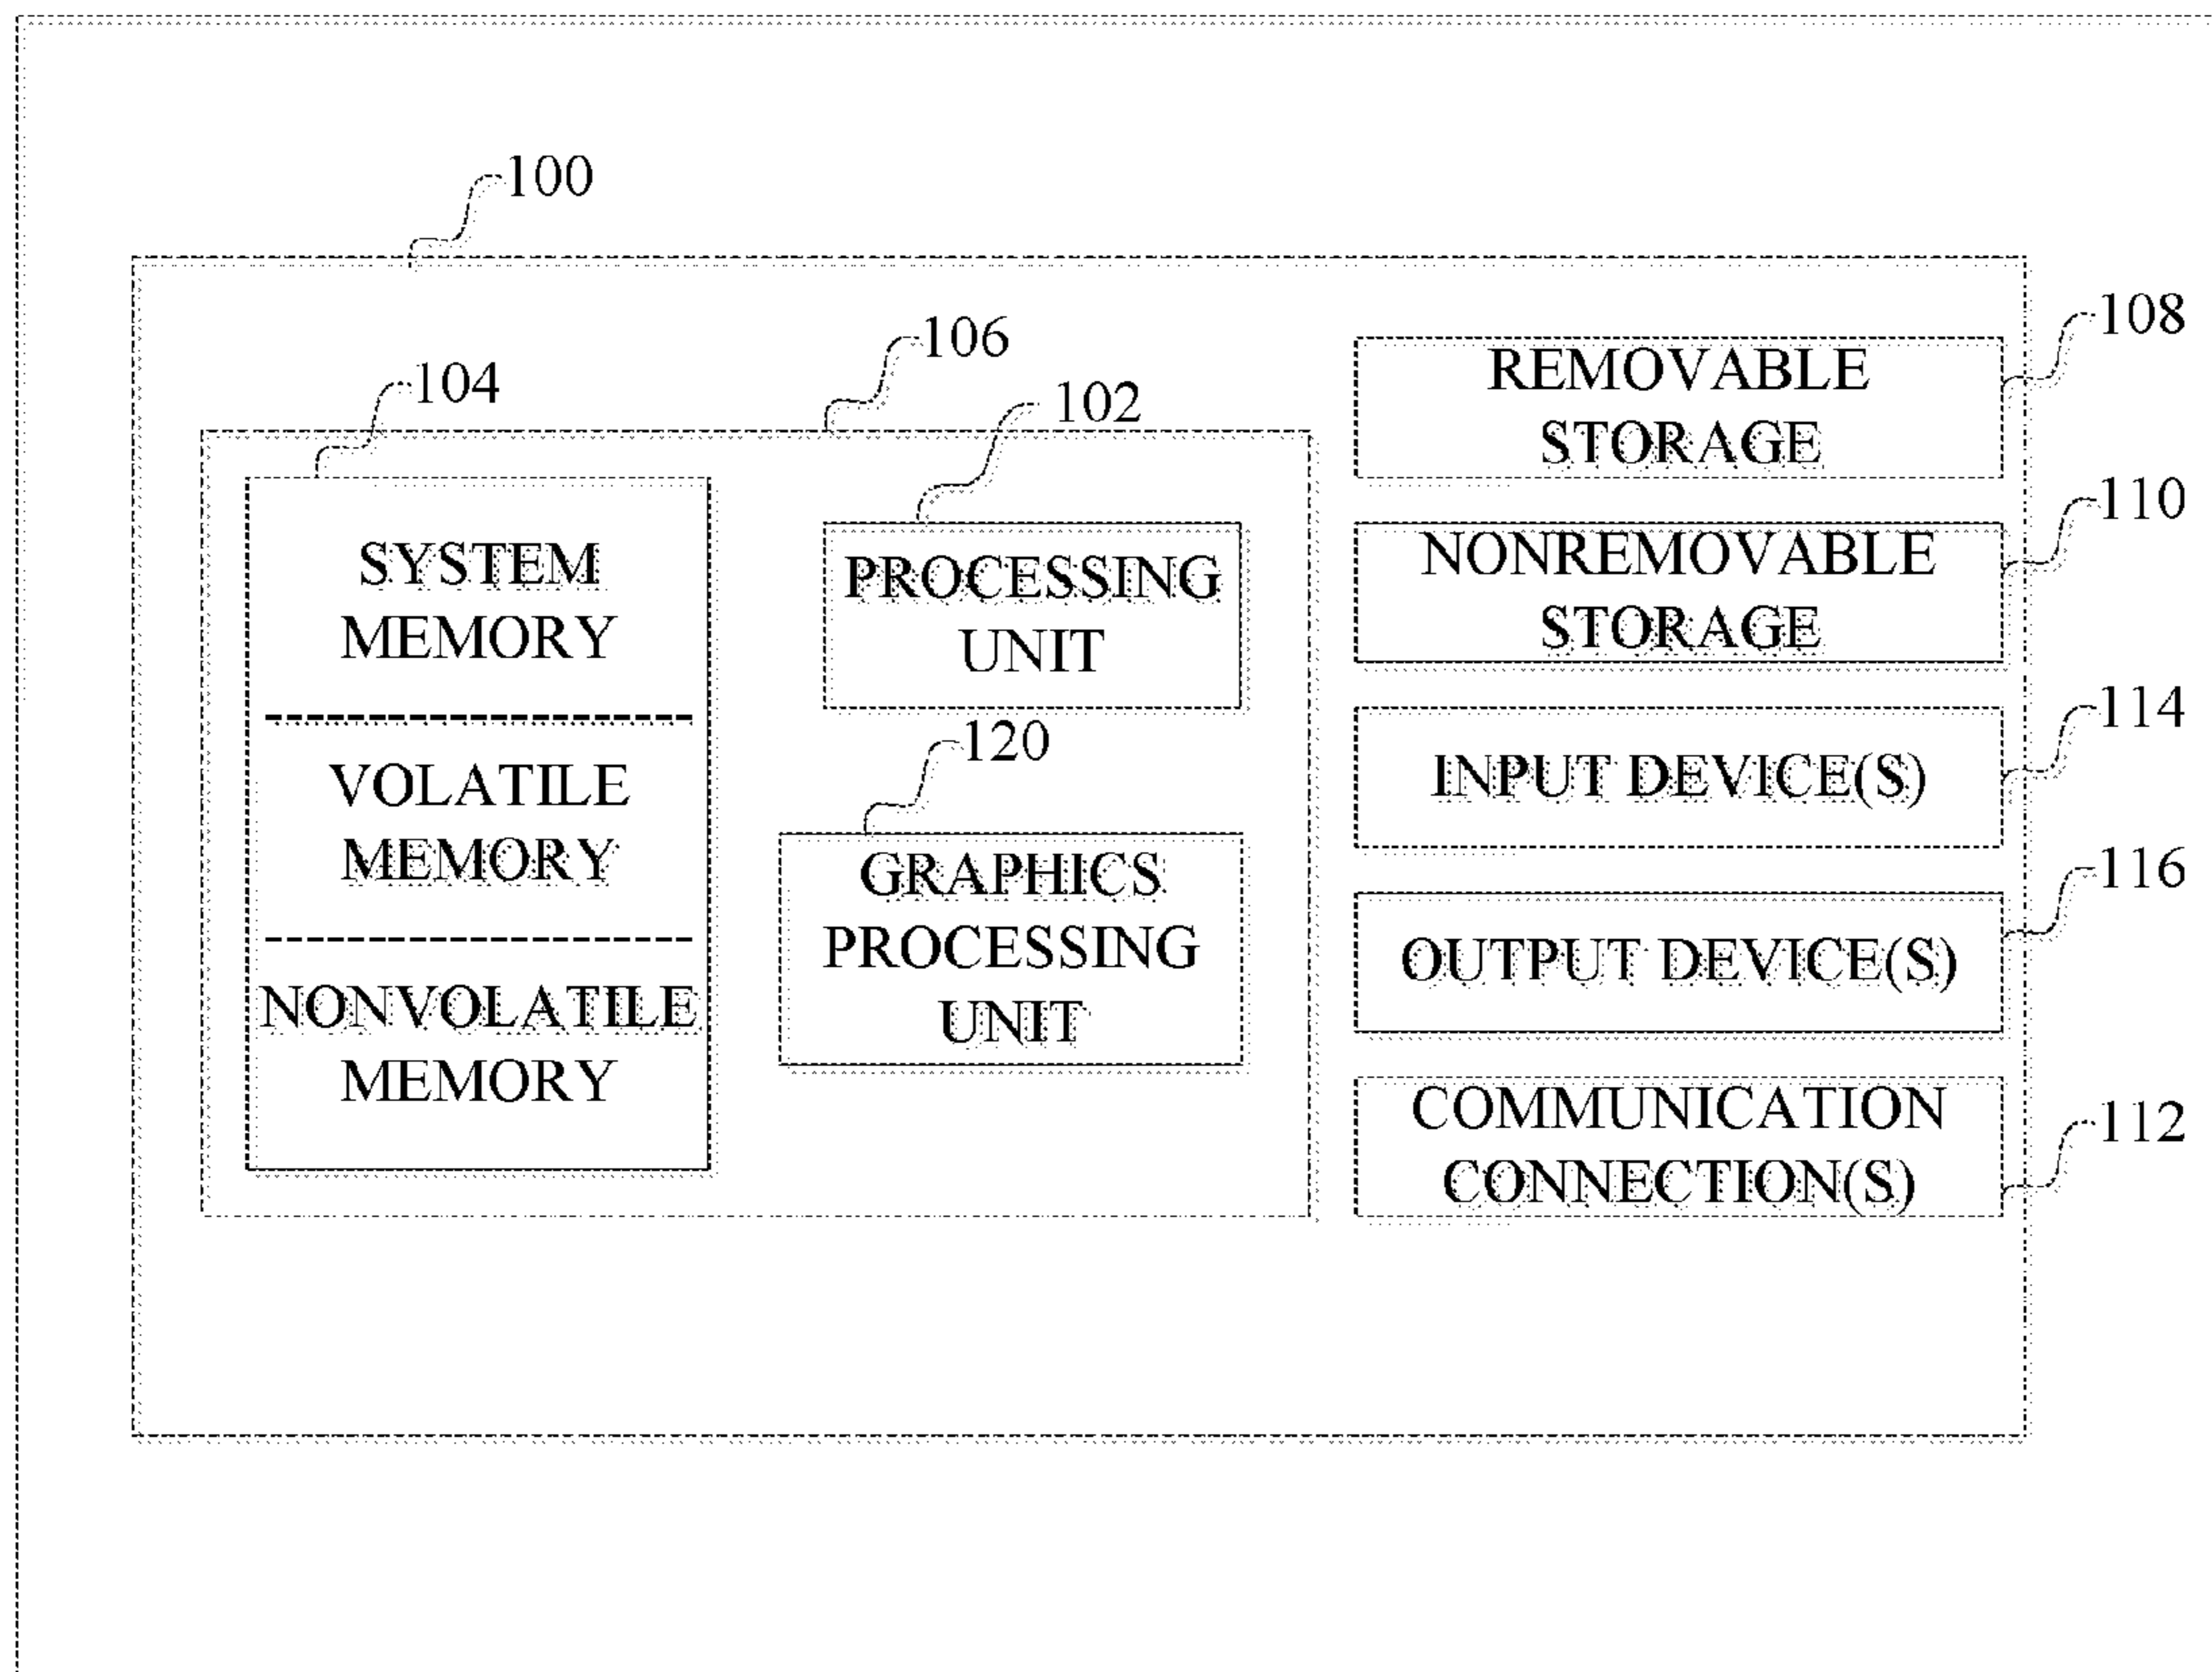 100
106
104
102
SYSTEM
MEMORY
VOLATILE
MEMORY
NONVOLATILE
MEMORY
PROCESSING
UNIT
120
GRAPHICS
PROCESSING
UNIT
108
REMOVABLE
STORAGE
110
NONREMOVABLE
STORAGE
114
INPUT DEVICE(S)
116
OUTPUT DEVICE(S)
112
COMMUNICATION
CONNECTION(S)